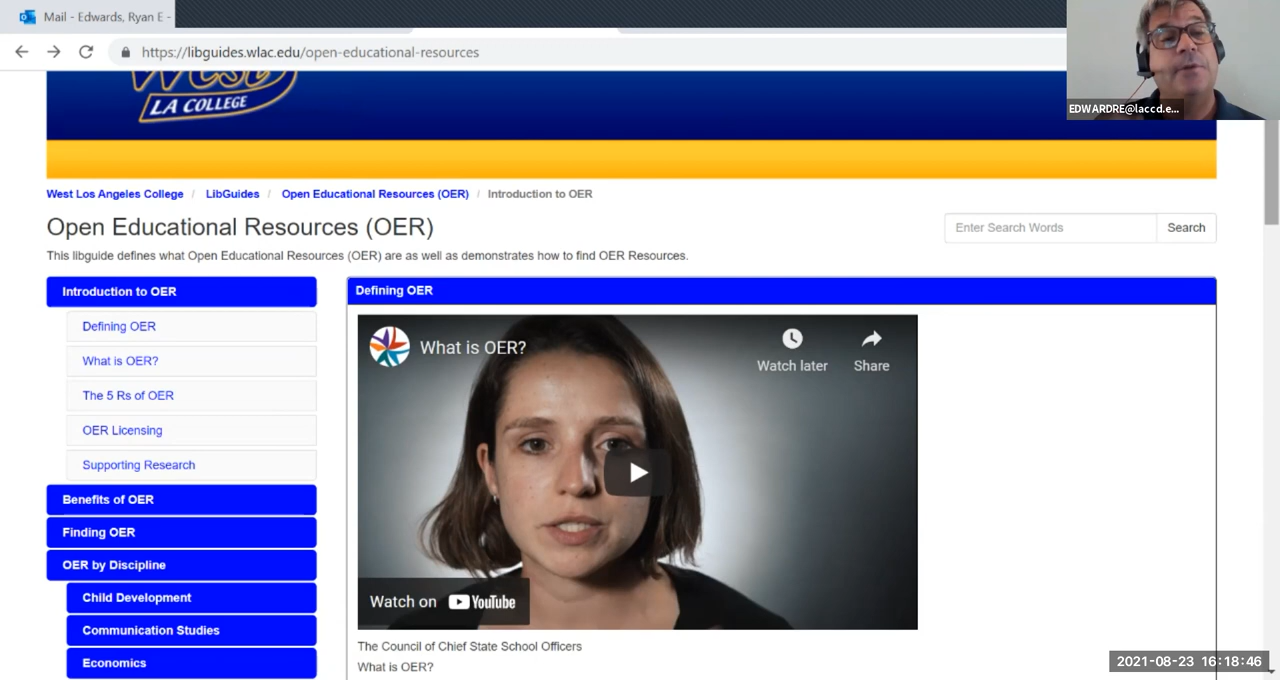 Mail - Edwards, Ryan E -
https://libguides.wlac.edu/open-educational-resources
EDWARDRE@laccd.e...
West
LA COLLEGE
West Los Angeles College / LibGuides / Open Educational Resources (OER) / Introduction to OER
Open Educational Resources (OER)
Enter Search Words
Search
This libguide defines what Open Educational Resources (OER) are as well as demonstrates how to find OER Resources.
Introduction to OER
Defining OER
What is OER?
The 5 Rs of OER
OER Licensing
Supporting Research
Benefits of OER
Finding OER
OER by Discipline
Child Development
Communication Studies
Economics
Defining OER
What is OER?
Watch later
Share
Watch on YouTube
The Council of Chief State School Officers
What is OER?
2021-08-23 16:18:46